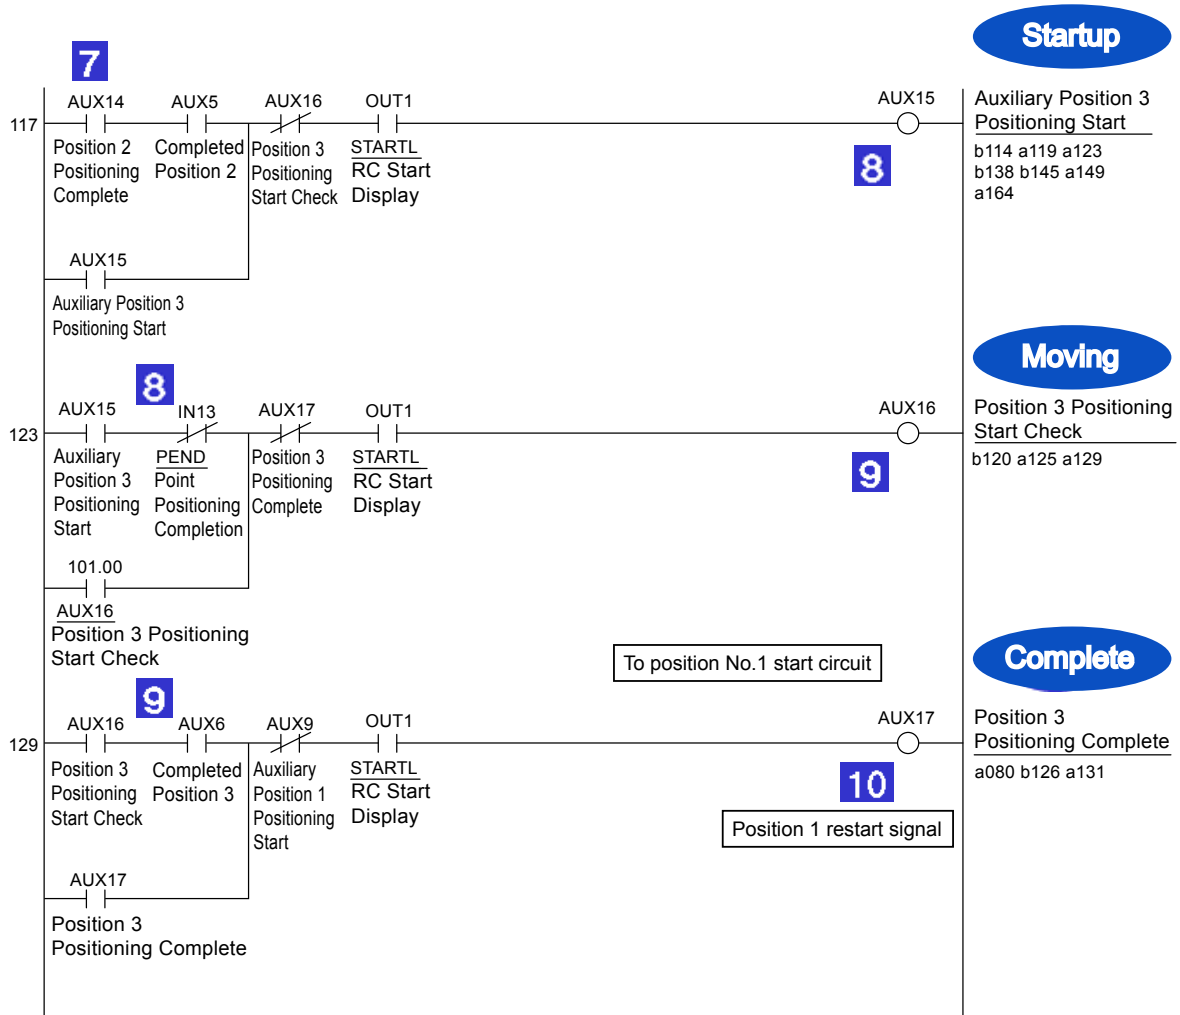 Startup
7
AUX14 AUX5 AUX16 OUT1 AUX15
117
Position 2
Positioning
Complete
Completed
Position 2
Position 3
Positioning
Start Check
STARTL
RC Start
Display
8
Auxiliary Position 3
Positioning Start
b114 a119 a123
b138 b145 a149
a164
AUX15
Auxiliary Position 3
Positioning Start
Moving
8
AUX15 IN13 AUX17 OUT1 AUX16
123
Auxiliary
Position 3
Positioning
Start
PEND
Point
Positioning
Completion
Position 3
Positioning
Complete
STARTL
RC Start
Display
9
Position 3 Positioning
Start Check
b120 a125 a129
101.00
AUX16
Position 3 Positioning
Start Check
To position No.1 start circuit
Complete
9
AUX16 AUX6 AUX9 OUT1 AUX17
129
Position 3
Positioning
Start Check
Completed
Position 3
Auxiliary
Position 1
Positioning
Start
STARTL
RC Start
Display
10
Position 1 restart signal
Position 3
Positioning Complete
a080 b126 a131
AUX17
Position 3
Positioning Complete